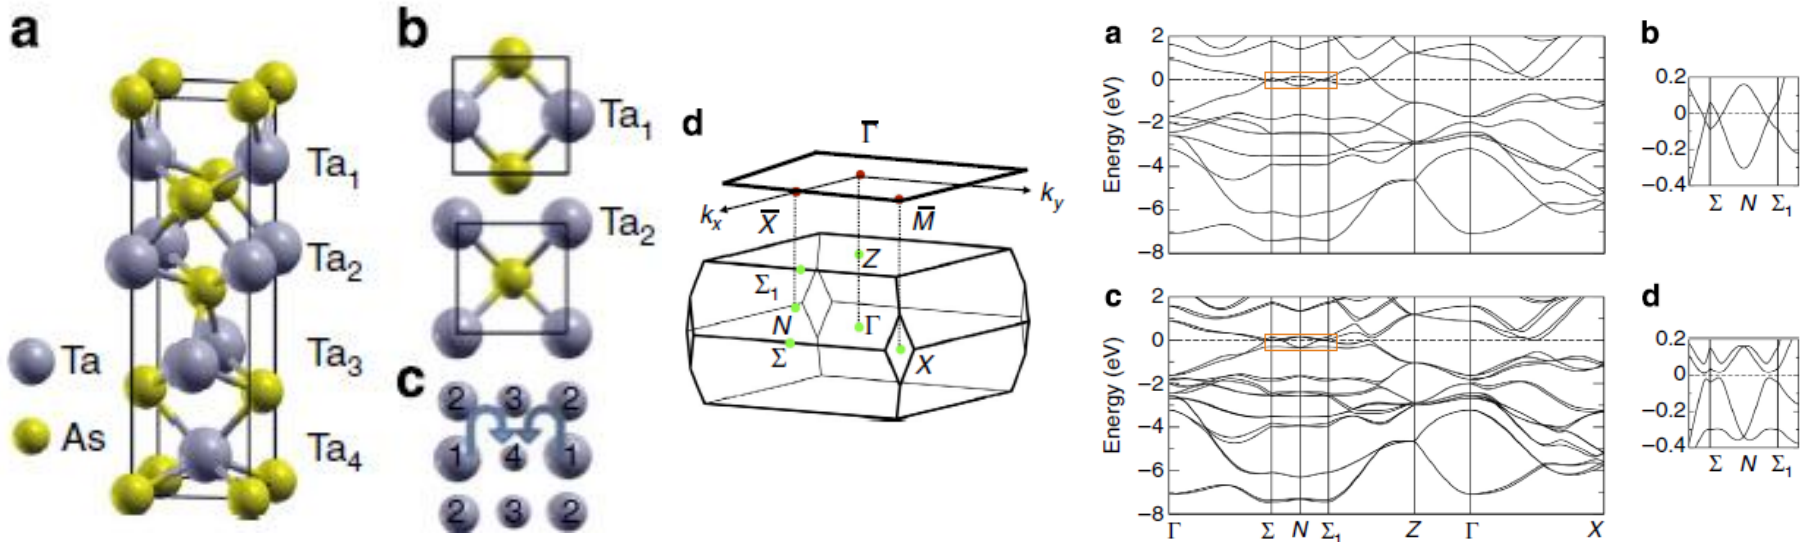 a
Ta1
Ta2
Ta3
Ta4
Ta
As
b
Ta1
Ta2
c
2 3 2
1 4 1
2 3 2
d
Γ̅
kx
ky
X̅
M̅
Z
Σ1
N
Γ
Σ
X
a
Energy (eV)
2
0
−2
−4
−6
−8
b
0.2
0
−0.2
−0.4
Σ N Σ1
c
Energy (eV)
2
0
−2
−4
−6
−8
Γ Σ N Σ1 Z Γ X
d
0.2
0
−0.2
−0.4
Σ N Σ1